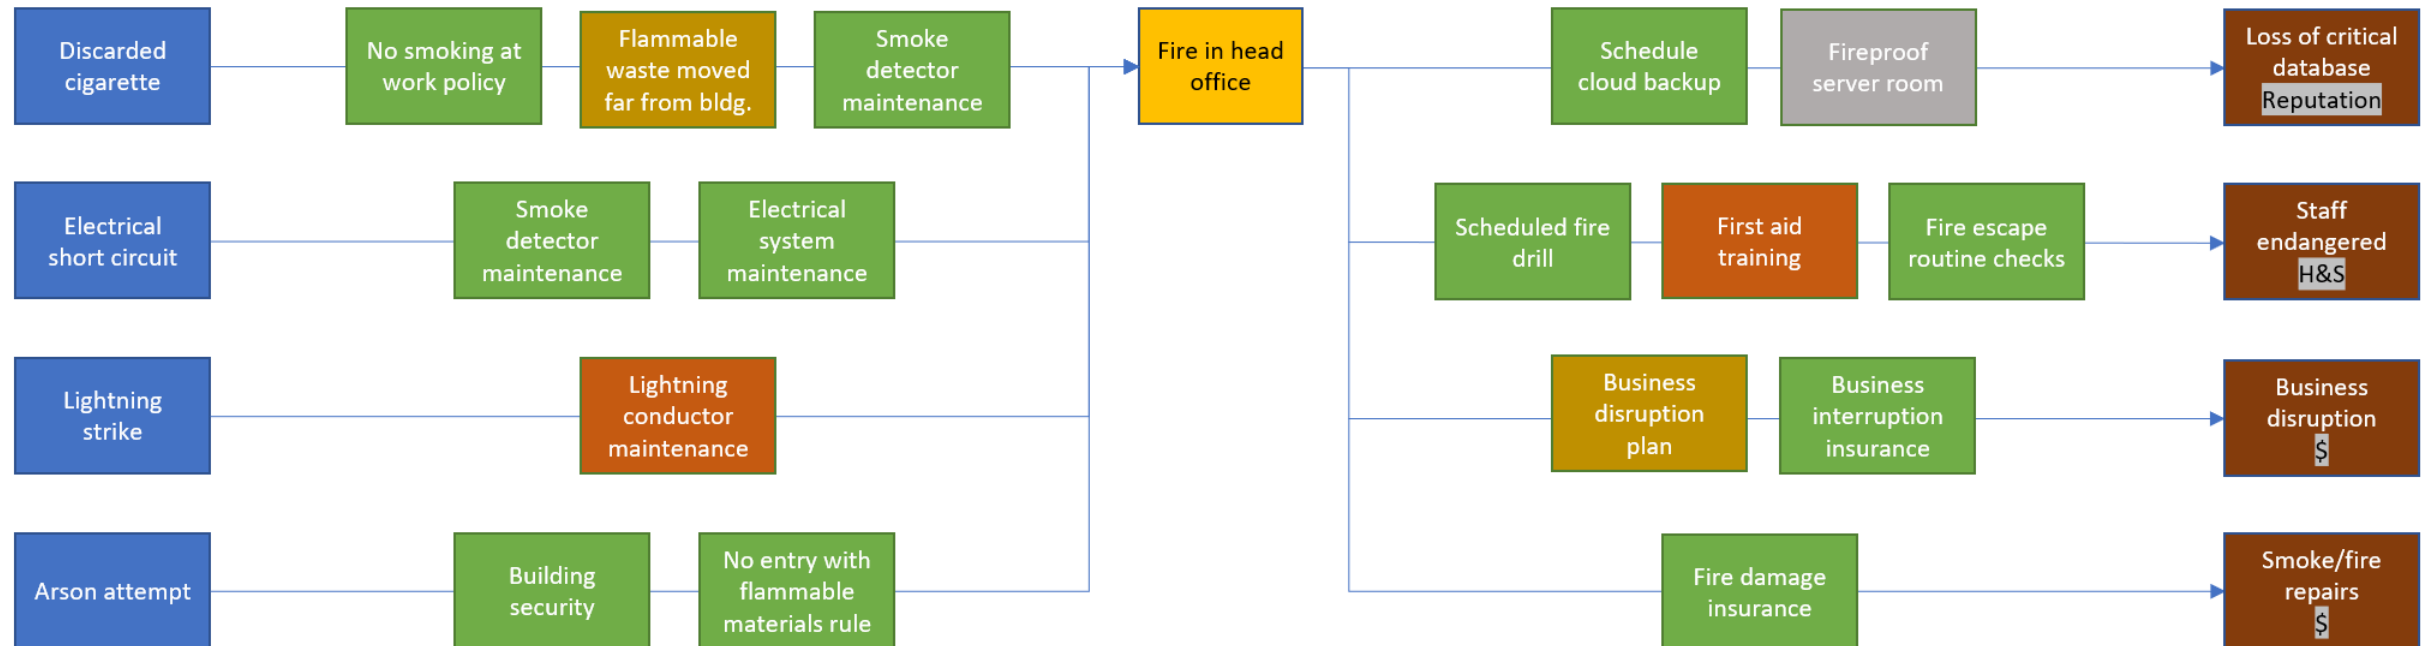 Discarded
cigarette
No smoking at
work policy
Flammable
waste moved
far from bldg.
Smoke
detector
maintenance
Fire in head
office
Schedule
cloud backup
Fireproof
server room
Loss of critical
database
Reputation
Electrical
short circuit
Smoke
detector
maintenance
Electrical
system
maintenance
Scheduled fire
drill
First aid
training
Fire escape
routine checks
Staff
endangered
H&S
Lightning
strike
Lightning
conductor
maintenance
Business
disruption
plan
Business
interruption
insurance
Business
disruption
$
Arson attempt
Building
security
No entry with
flammable
materials rule
Fire damage
insurance
Smoke/fire
repairs
$